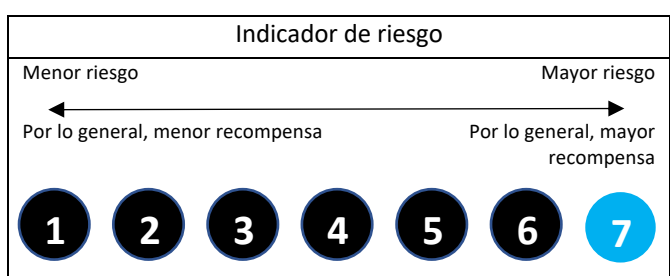 Indicador de riesgo
Menor riesgo Mayor riesgo
Por lo general, menor recompensa Por lo general, mayor
recompensa
1 2 3 4 5 6 7